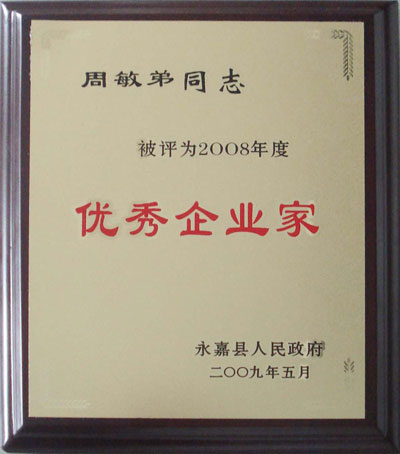 周敏弟同志
被评为2008年度
优秀企业家
永嘉县人民政府
二〇〇九年五月